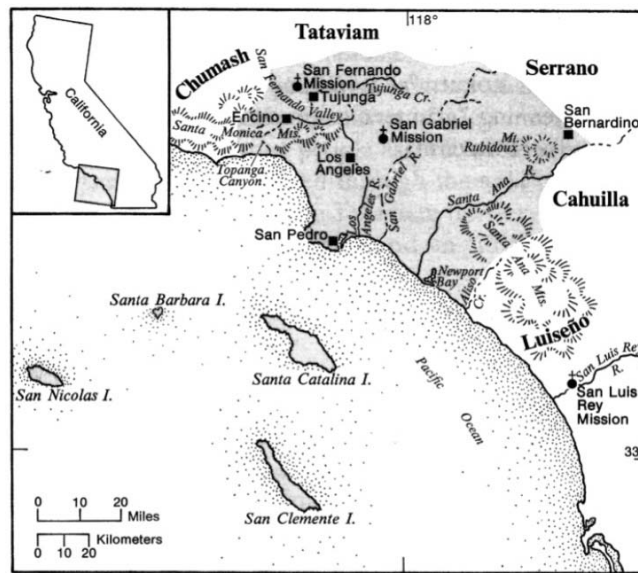 118°
Tataviam
Chumash
San Fernando
Mission
Tujunga
Tujunga Cr.
San Fernando Valley
Serrano
California
Encino
Santa
Monica
Mts.
San Gabriel
Mission
San
Bernardino
Mt.
Rubidoux
Topanga
Canyon
Los
Angeles
Los
Angeles R.
San Gabriel R.
Santa
Ana
R.
Cahuilla
San Pedro
Santa
Ana
Mts.
Newport
Bay
Aliso
Cr.
Luiseño
Santa Barbara I.
Santa Catalina I.
San Nicolas I.
Pacific
Ocean
San Luis Rey
R.
San Luis
Rey
Mission
33
San Clemente I.
0 10 20
Miles
0 10 20
Kilometers